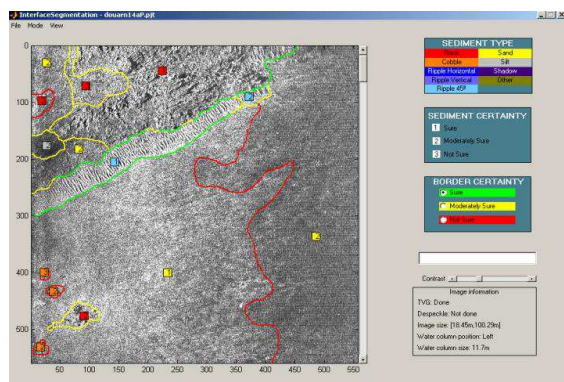 InterfaceSegmentation - douarn14aP.pjt
File Mode View
SEDIMENT TYPE
Rock Sand
Cobble Silt
Ripple Horizontal Shadow
Ripple Vertical Other
Ripple 45º
SEDIMENT CERTAINTY
1 Sure
2 Moderately Sure
3 Not Sure
BORDER CERTAINTY
Sure
Moderately Sure
Not Sure
Contrast
Image information
TVG: Done
Despeckle: Not done
Image size: [18.45m,100.29m]
Water column position: Left
Water column size: 11.7m
0
100
200
300
400
500
50 100 150 200 250 300 350 400 450 500 550